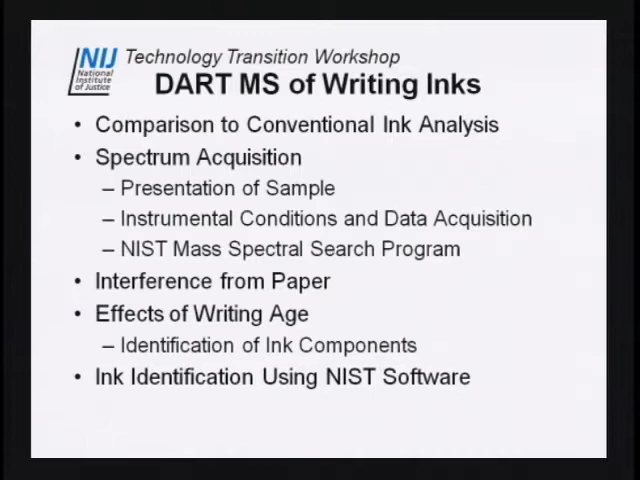 NIJ Technology Transition Workshop
National
Institute
of Justice
DART MS of Writing Inks
• Comparison to Conventional Ink Analysis
• Spectrum Acquisition
– Presentation of Sample
– Instrumental Conditions and Data Acquisition
– NIST Mass Spectral Search Program
• Interference from Paper
• Effects of Writing Age
– Identification of Ink Components
• Ink Identification Using NIST Software